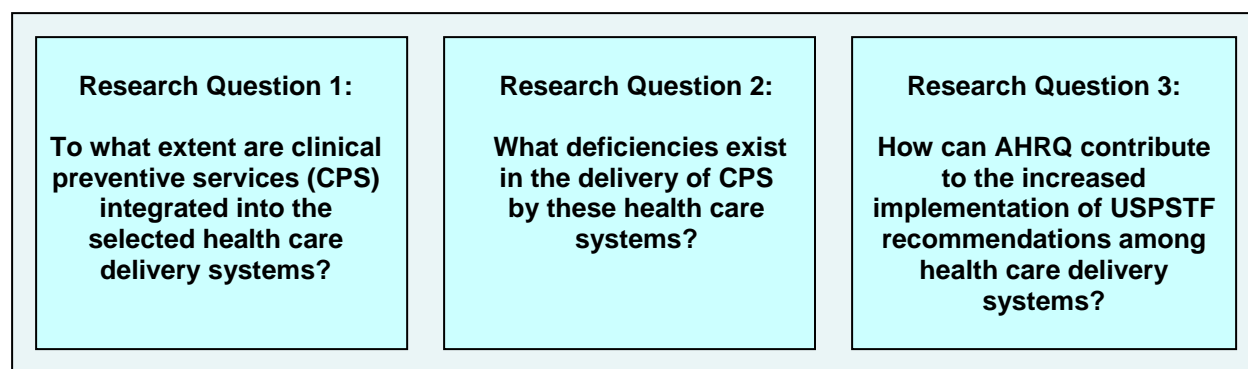 Research Question 1:
To what extent are clinical
preventive services (CPS)
integrated into the
selected health care
delivery systems?
Research Question 2:
What deficiencies exist
in the delivery of CPS
by these health care
systems?
Research Question 3:
How can AHRQ contribute
to the increased
implementation of USPSTF
recommendations among
health care delivery
systems?